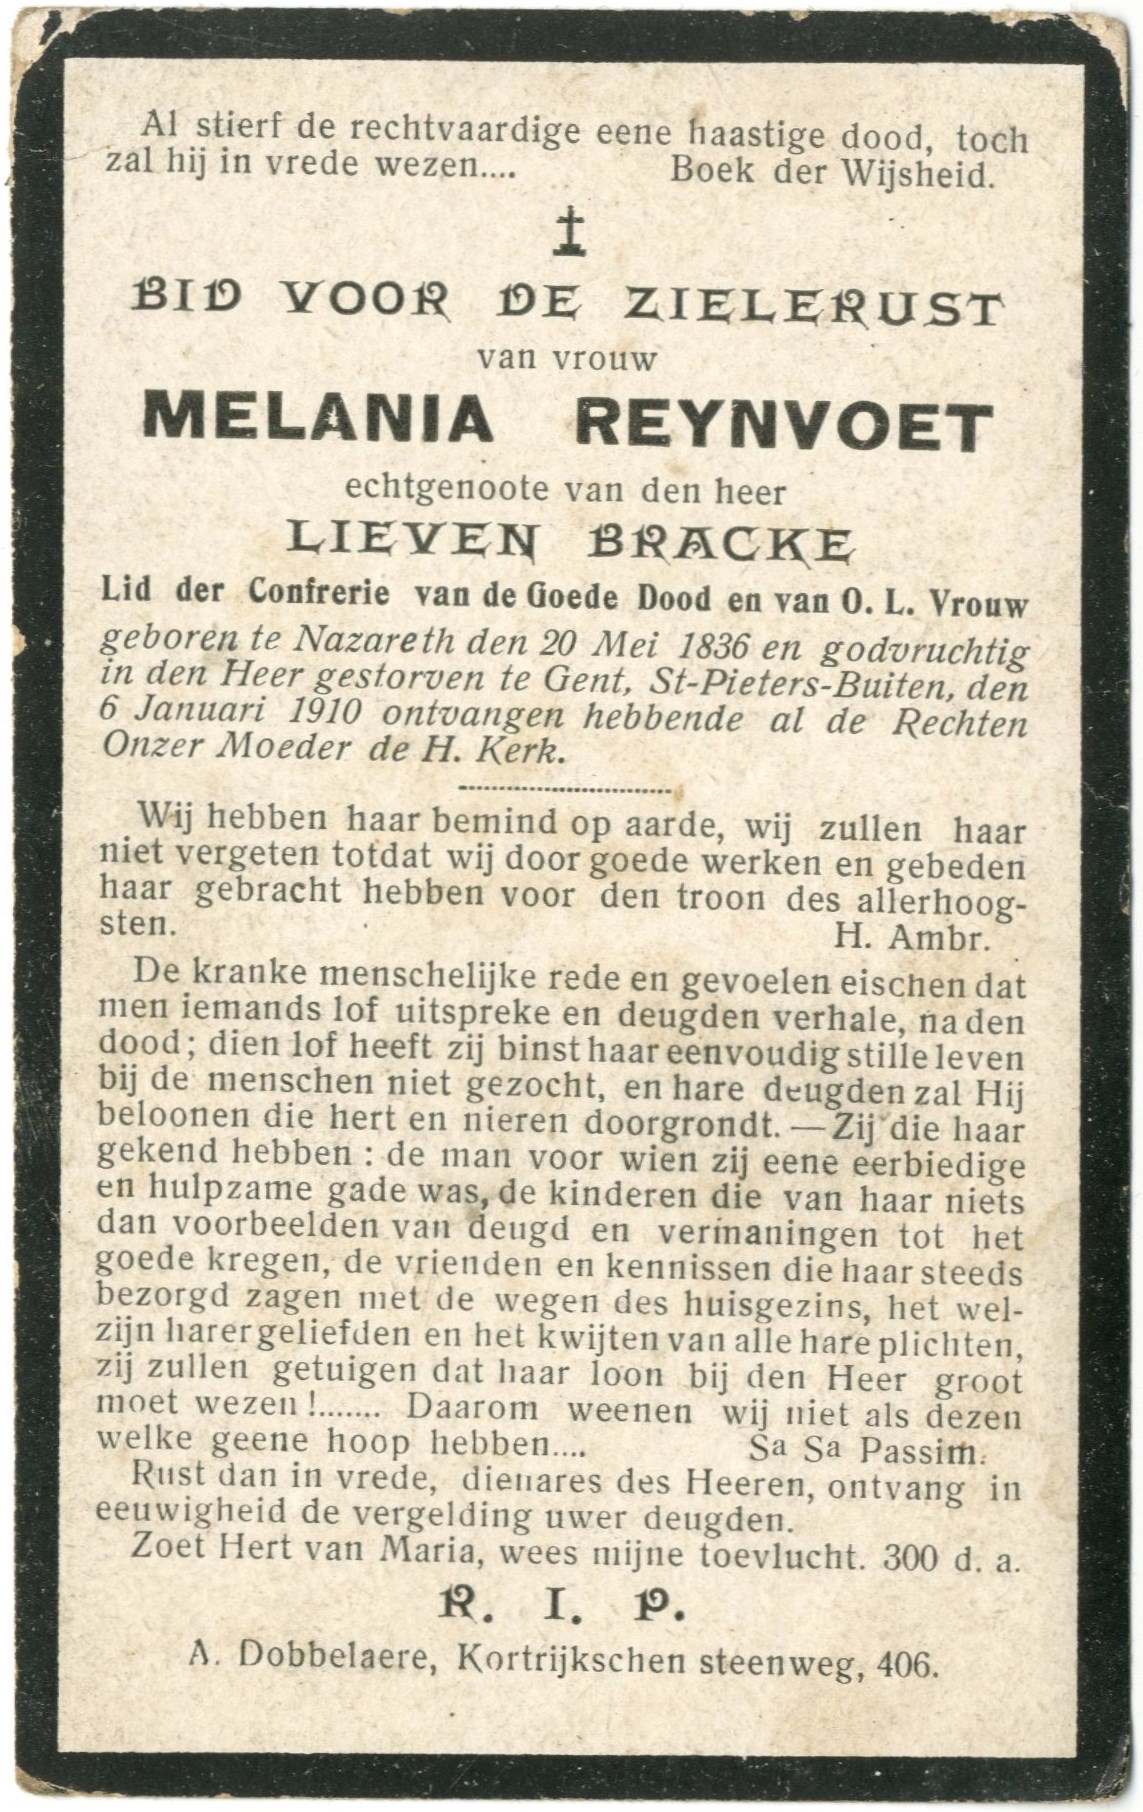 Al stierf de rechtvaardige eene haastige dood, toch
zal hij in vrede wezen.... Boek der Wijsheid.
BID VOOR DE ZIELERUST
van vrouw
MELANIA REYNVOET
echtgenoote van den heer
LIEVEN BRACKE
Lid der Confrerie van de Goede Dood en van O. L. Vrouw
geboren te Nazareth den 20 Mei 1836 en godvruchtig
in den Heer gestorven te Gent, St-Pieters-Buiten, den
6 Januari 1910 ontvangen hebbende al de Rechten
Onzer Moeder de H. Kerk.
Wij hebben haar bemind op aarde, wij zullen haar
niet vergeten totdat wij door goede werken en gebeden
haar gebracht hebben voor den troon des allerhoog-
sten. H. Ambr.
De kranke menschelijke rede en gevoelen eischen dat
men iemands lof uitspreke en deugden verhale, na den
dood; dien lof heeft zij binst haar eenvoudig stille leven
bij de menschen niet gezocht, en hare deugden zal Hij
beloonen die hert en nieren doorgrondt. — Zij die haar
gekend hebben : de man voor wien zij eene eerbiedige
en hulpzame gade was, de kinderen die van haar niets
dan voorbeelden van deugd en vermaningen tot het
goede kregen, de vrienden en kennissen die haar steeds
bezorgd zagen met de wegen des huisgezins, het wel-
zijn harer geliefden en het kwijten van alle hare plichten,
zij zullen getuigen dat haar loon bij den Heer groot
moet wezen !....... Daarom weenen wij niet als dezen
welke geene hoop hebben.... Sa Sa Passim.
Rust dan in vrede, dienares des Heeren, ontvang in
eeuwigheid de vergelding uwer deugden.
Zoet Hert van Maria, wees mijne toevlucht. 300 d. a.
R. I. P.
A. Dobbelaere, Kortrijkschen steenweg, 406.